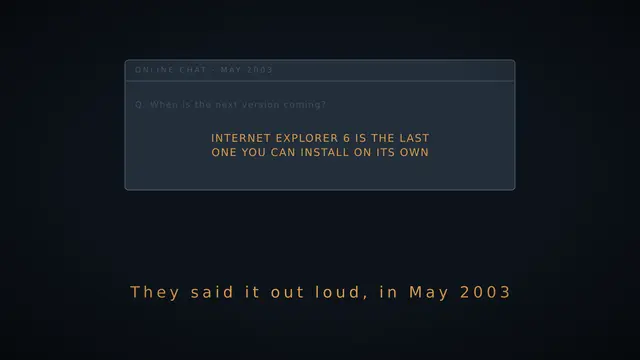 ONLINE CHAT - MAY 2003
Q: When is the next version coming?
INTERNET EXPLORER 6 IS THE LAST
ONE YOU CAN INSTALL ON ITS OWN
They said it out loud, in May 2003